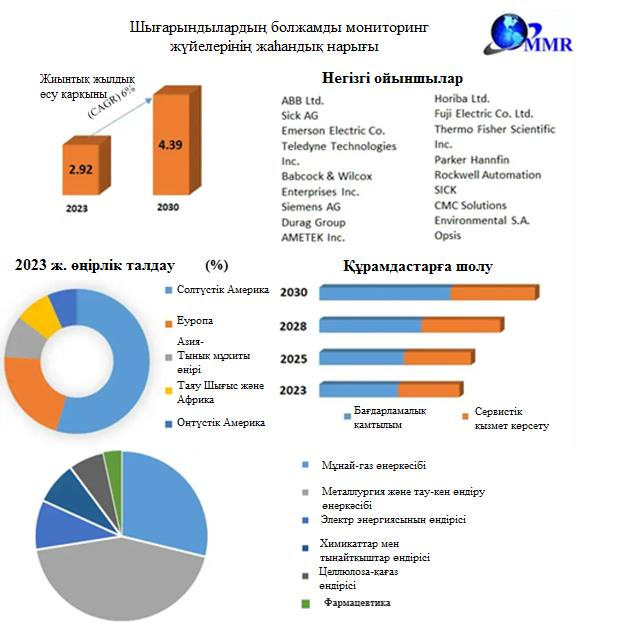 Шығарындылардың болжамды мониторинг
жүйелерінің жаһандық нарығы
MMR
Жиынтық жылдық
өсу қарқыны
(CAGR) 6%
2.92
4.39
2023
2030
Негізгі ойыншылар
ABB Ltd.
Sick AG
Emerson Electric Co.
Teledyne Technologies
Inc.
Babcock & Wilcox
Enterprises Inc.
Siemens AG
Durag Group
AMETEK Inc.
Horiba Ltd.
Fuji Electric Co. Ltd.
Thermo Fisher Scientific
Inc.
Parker Hannfin
Rockwell Automation
SICK
CMC Solutions
Environmental S.A.
Opsis
2023 ж. өңірлік талдау (%)
Солтүстік Америка
Еуропа
Азия-
Тынық мұхиты
өңірі
Таяу Шығыс және
Африка
Онтүстік Америка
Құрамдастарға шолу
2030
2028
2025
2023
Бағдарламалық
камтылым
Сервистік
кызмет көрсету
Мұнай-газ өнеркәсібі
Металлургия және тау-кен өндіру
өнеркәсібі
Электр энергиясының өндірісі
Химикаттар мен
тынайтқыштар өндірісі
Целлюлоза-қағаз
өндірісі
Фармацевтика